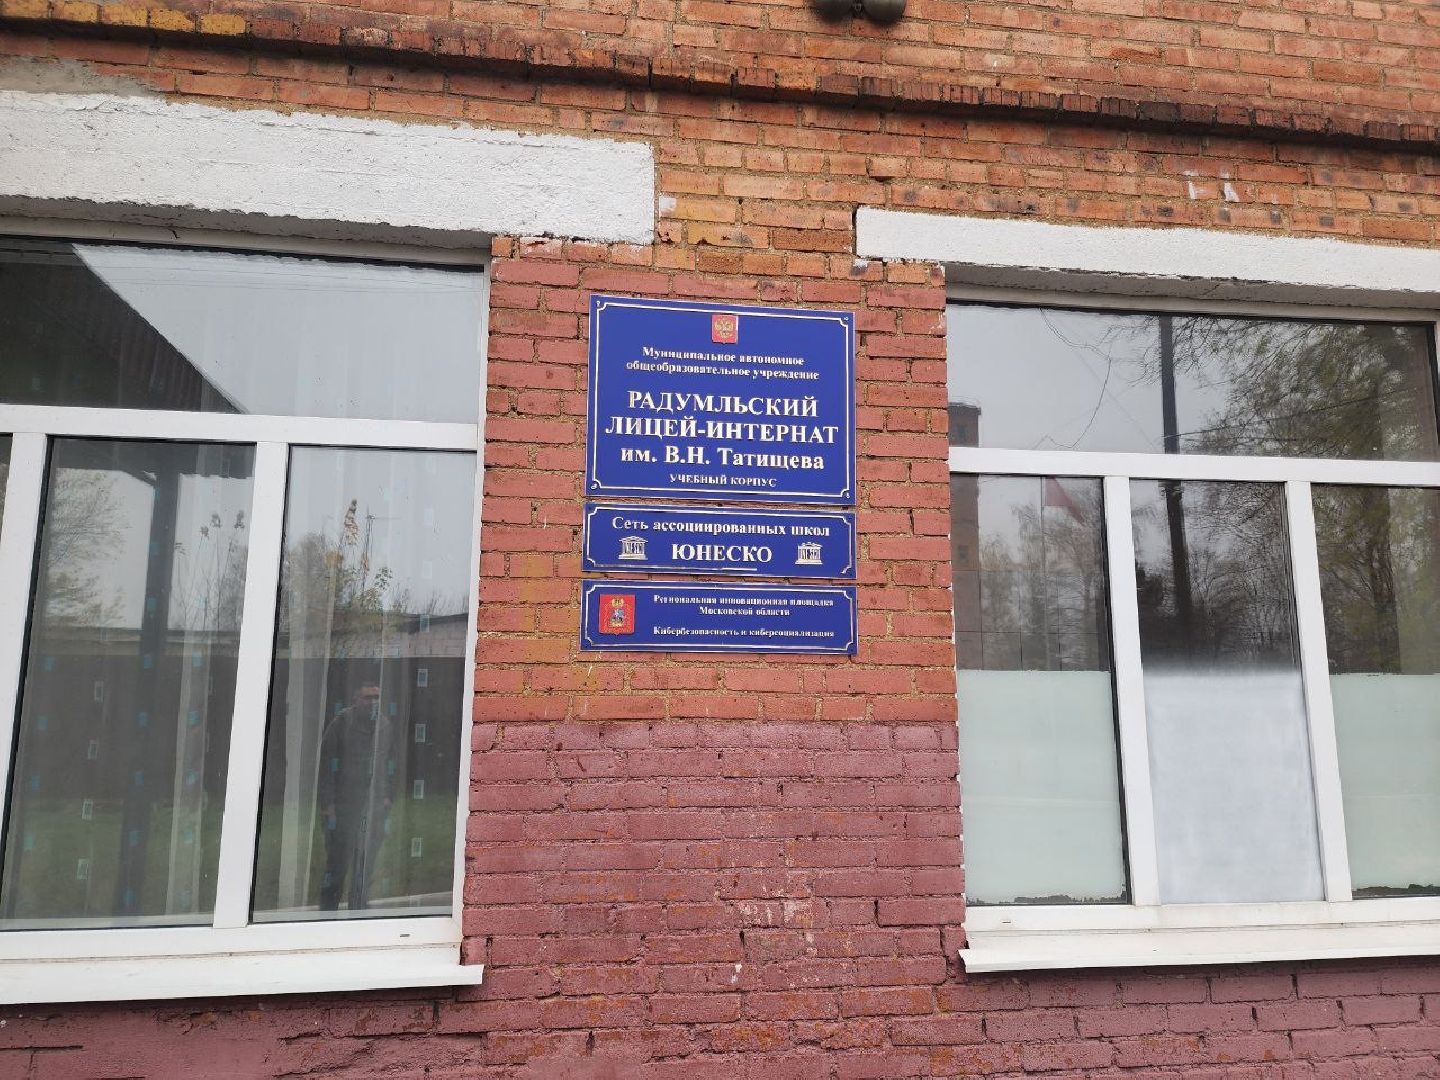 Муниципальное автономное
общеобразовательное учреждение
РАДУМЛЬСКИЙ
ЛИЦЕЙ-ИНТЕРНАТ
им. В.Н. Татищева
УЧЕБНЫЙ КОРПУС
Сеть ассоциированных школ
ЮНЕСКО
Региональная инновационная площадка
Московской области
Кибербезопасность и киберсоциализация